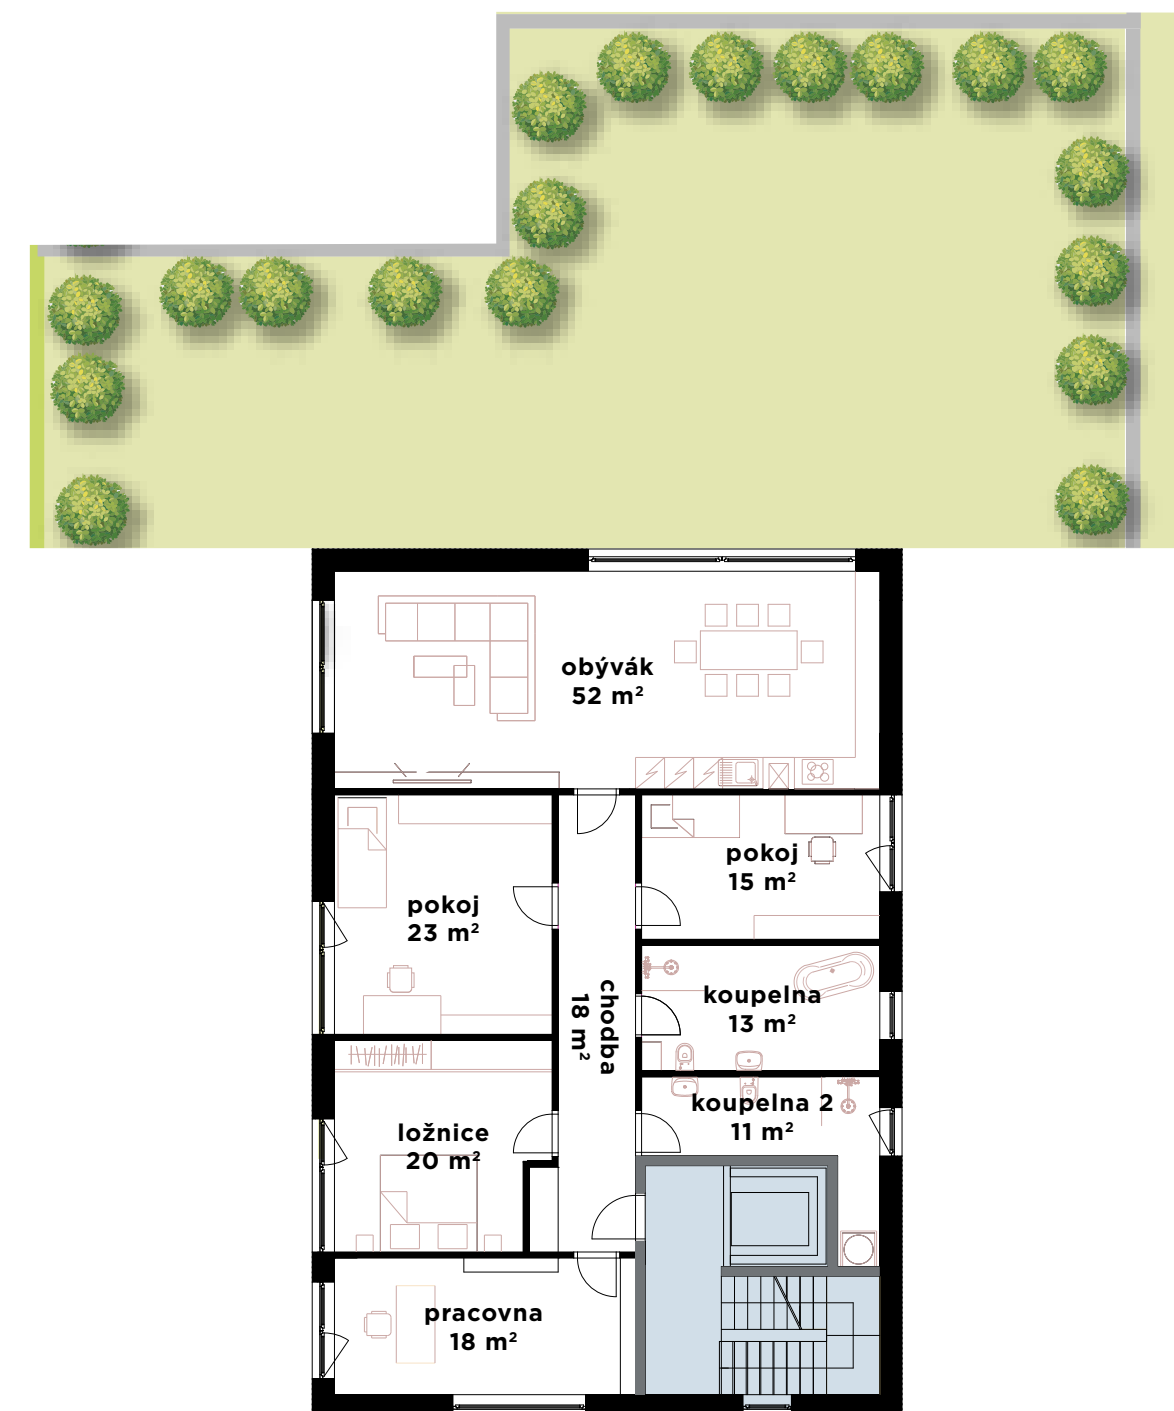 obývák
52 m²
pokoj
15 m²
pokoj
23 m²
chodba
18 m²
koupelna
13 m²
koupelna 2
11 m²
ložnice
20 m²
pracovna
18 m²